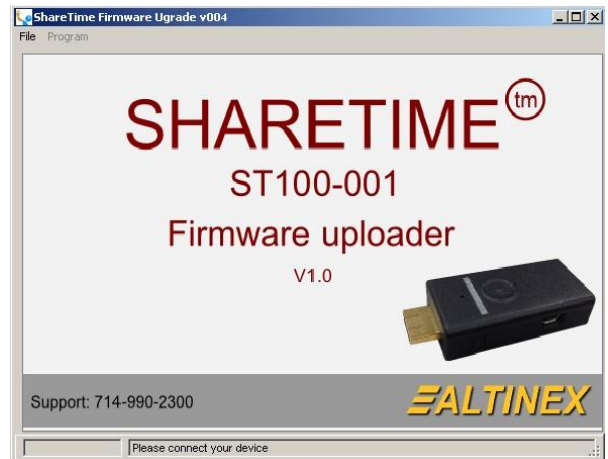 ShareTime Firmware Ugrade v004
File Program
SHARETIME tm
ST100-001
Firmware uploader
V1.0
Support: 714-990-2300
ALTINEX
Please connect your device